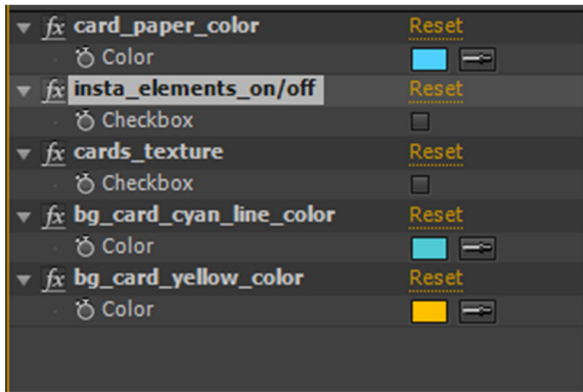 fx card_paper_color Reset
Color
fx insta_elements_on/off Reset
Checkbox
fx cards_texture Reset
Checkbox
fx bg_card_cyan_line_color Reset
Color
fx bg_card_yellow_color Reset
Color